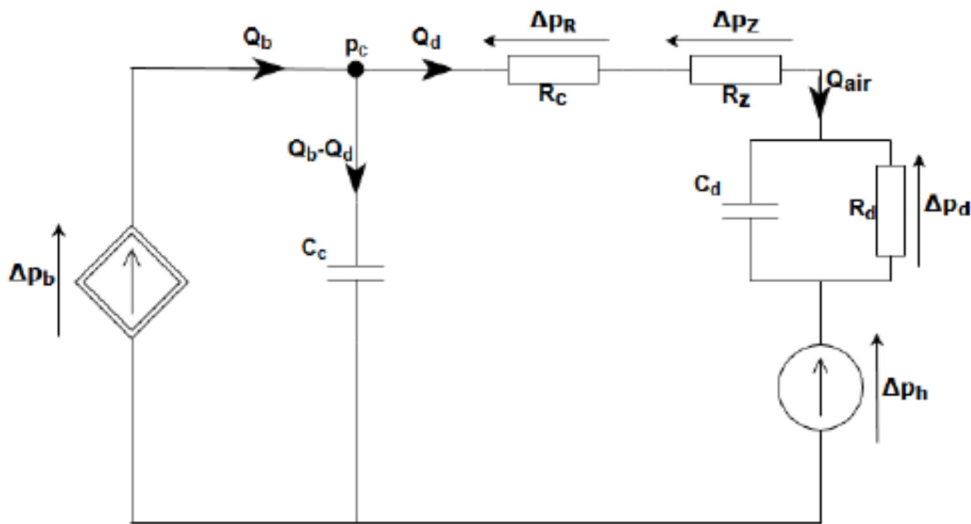 Δp_R
Δp_Z
Q_b
p_c
Q_d
Q_air
R_c
R_z
Q_b-Q_d
C_d
R_d
Δp_d
C_c
Δp_b
Δp_h